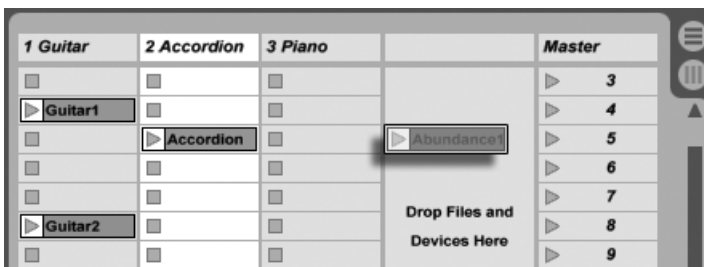 1 Guitar 2 Accordion 3 Piano Master
3
Guitar1 4
Accordion Abundance1 5
6
7
Drop Files and
Guitar2 8
Devices Here
9